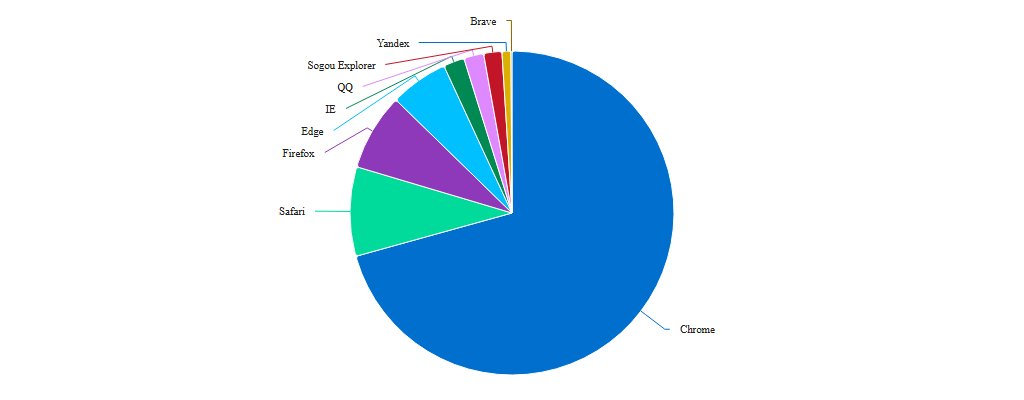 Brave
Yandex
Sogou Explorer
QQ
IE
Edge
Firefox
Safari
Chrome